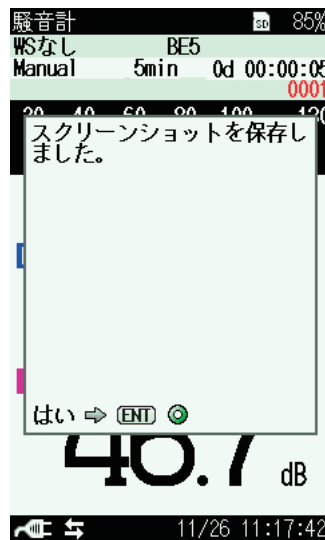 騒音計 SD 85%
WSなし BE5
Manual 5min 0d 00:00:05
0001
スクリーンショットを保存し
ました。
はい ⇨ ENT
46.7 dB
11/26 11:17:42